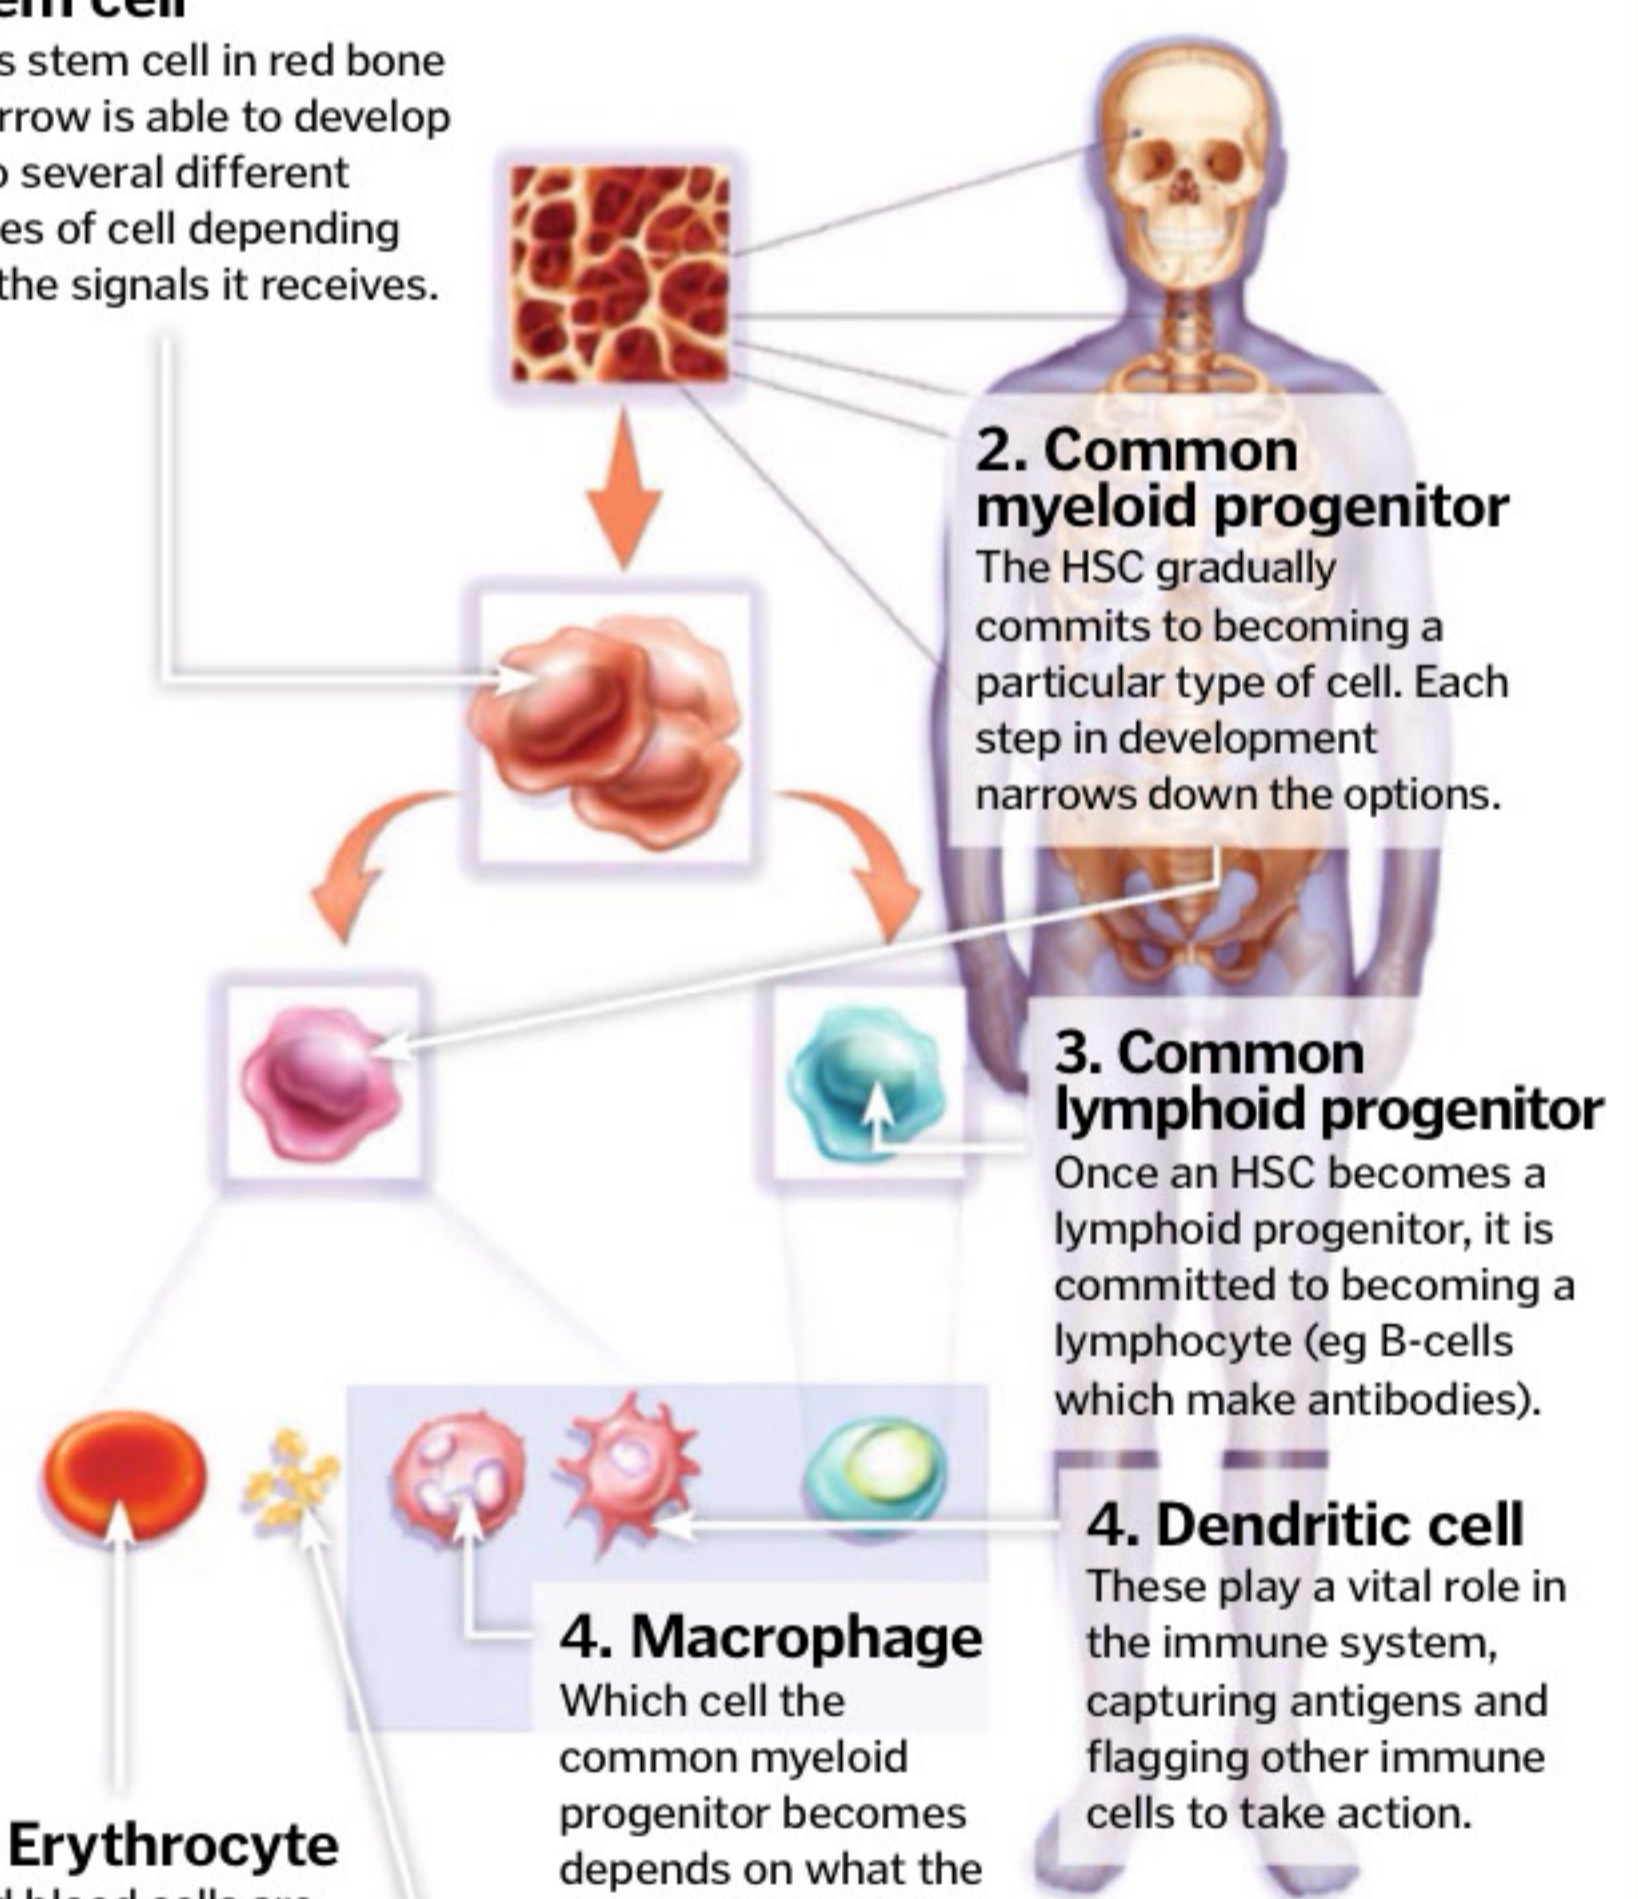 em cell
s stem cell in red bone
rrow is able to develop
o several different
es of cell depending
the signals it receives.
2. Common
myeloid progenitor
The HSC gradually
commits to becoming a
particular type of cell. Each
step in development
narrows down the options.
3. Common
lymphoid progenitor
Once an HSC becomes a
lymphoid progenitor, it is
committed to becoming a
lymphocyte (eg B-cells
which make antibodies).
4. Dendritic cell
These play a vital role in
the immune system,
capturing antigens and
flagging other immune
cells to take action.
4. Macrophage
Which cell the
common myeloid
progenitor becomes
depends on what the
Erythrocyte
d blood cells are